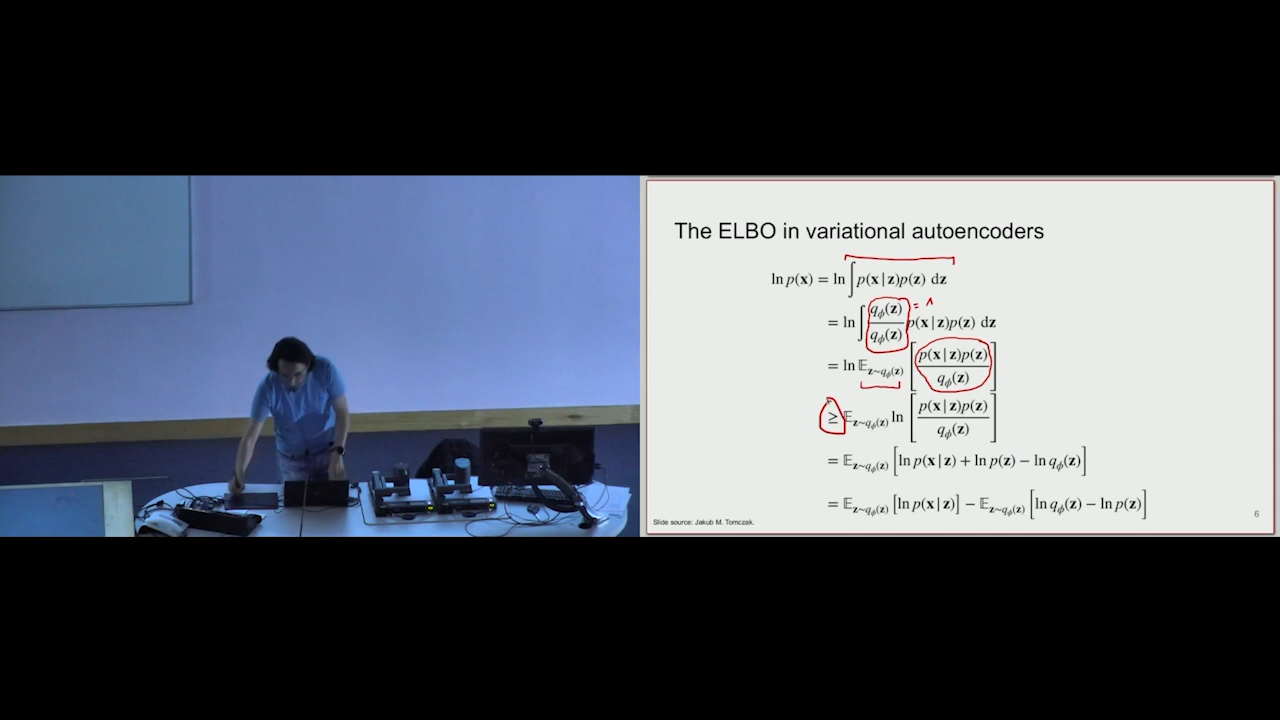 The ELBO in variational autoencoders
ln p(x) = ln ∫ p(x | z)p(z) dz
= ln ∫ qϕ(z)/qϕ(z) p(x | z)p(z) dz
= 1
= ln 𝔼z∼qϕ(z) [ p(x | z)p(z) / qϕ(z) ]
≥ 𝔼z∼qϕ(z) ln [ p(x | z)p(z) / qϕ(z) ]
= 𝔼z∼qϕ(z) [ln p(x | z) + ln p(z) − ln qϕ(z)]
= 𝔼z∼qϕ(z) [ln p(x | z)] − 𝔼z∼qϕ(z) [ln qϕ(z) − ln p(z)]
Slide source: Jakub M. Tomczak.
6